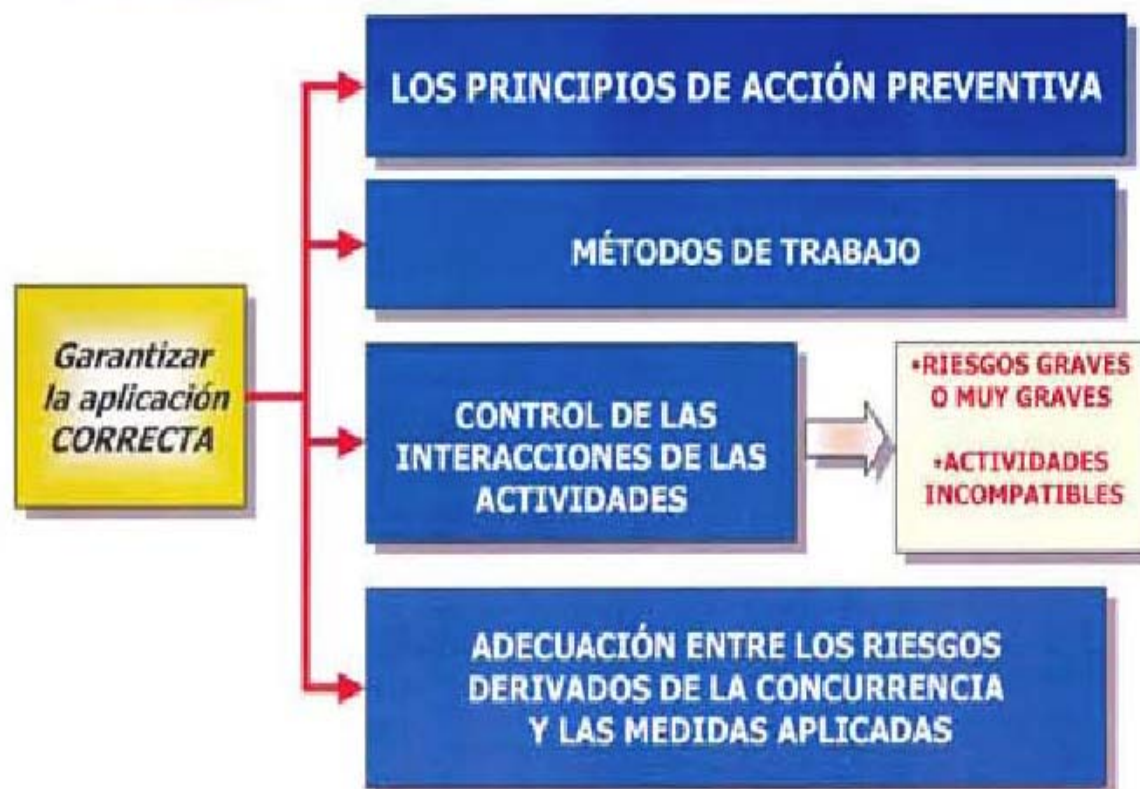 LOS PRINCIPIOS DE ACCIÓN PREVENTIVA
MÉTODOS DE TRABAJO
Garantizar
la aplicación
CORRECTA
CONTROL DE LAS
INTERACCIONES DE LAS
ACTIVIDADES
•RIESGOS GRAVES
O MUY GRAVES
•ACTIVIDADES
INCOMPATIBLES
ADECUACIÓN ENTRE LOS RIESGOS
DERIVADOS DE LA CONCURRENCIA
Y LAS MEDIDAS APLICADAS